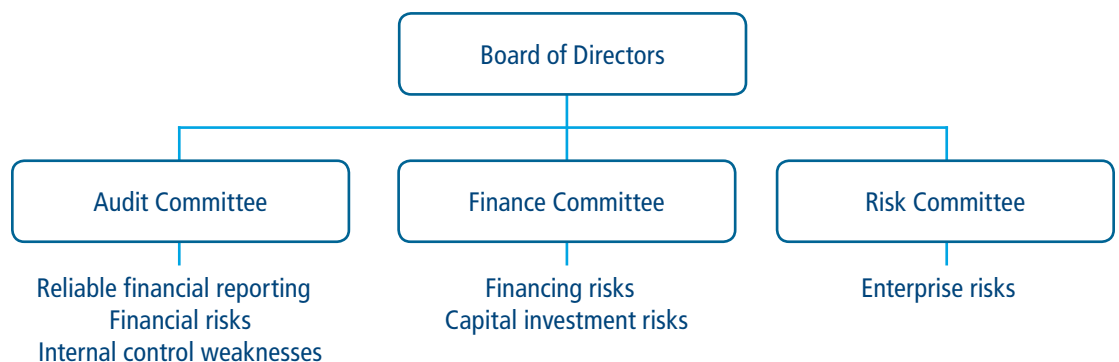 Board of Directors
Audit Committee
Finance Committee
Risk Committee
Reliable financial reporting
Financial risks
Internal control weaknesses
Financing risks
Capital investment risks
Enterprise risks